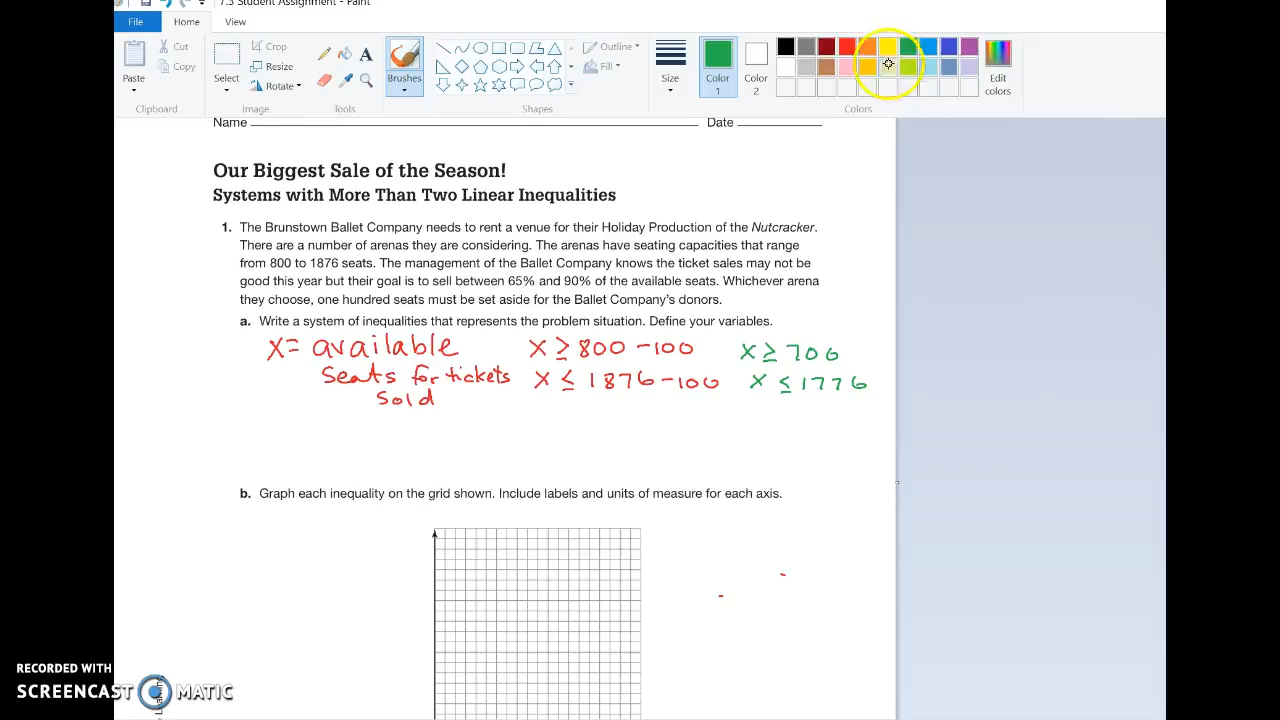 7.5 Student Assignment - Paint
File Home View
Paste
Cut
Copy
Clipboard
Select
Crop
Resize
Rotate
Image
Tools
Brushes
Shapes
Outline
Fill
Size
Color 1
Color 2
Edit colors
Colors
Name Date
Our Biggest Sale of the Season!
Systems with More Than Two Linear Inequalities
1. The Brunstown Ballet Company needs to rent a venue for their Holiday Production of the Nutcracker.
There are a number of arenas they are considering. The arenas have seating capacities that range
from 800 to 1876 seats. The management of the Ballet Company knows the ticket sales may not be
good this year but their goal is to sell between 65% and 90% of the available seats. Whichever arena
they choose, one hundred seats must be set aside for the Ballet Company's donors.
a. Write a system of inequalities that represents the problem situation. Define your variables.
x= available x ≥ 800 -100 x ≥ 700
Seats for tickets x ≤ 1876 -100 x ≤ 1776
Sold
b. Graph each inequality on the grid shown. Include labels and units of measure for each axis.
RECORDED WITH
SCREENCAST MATIC